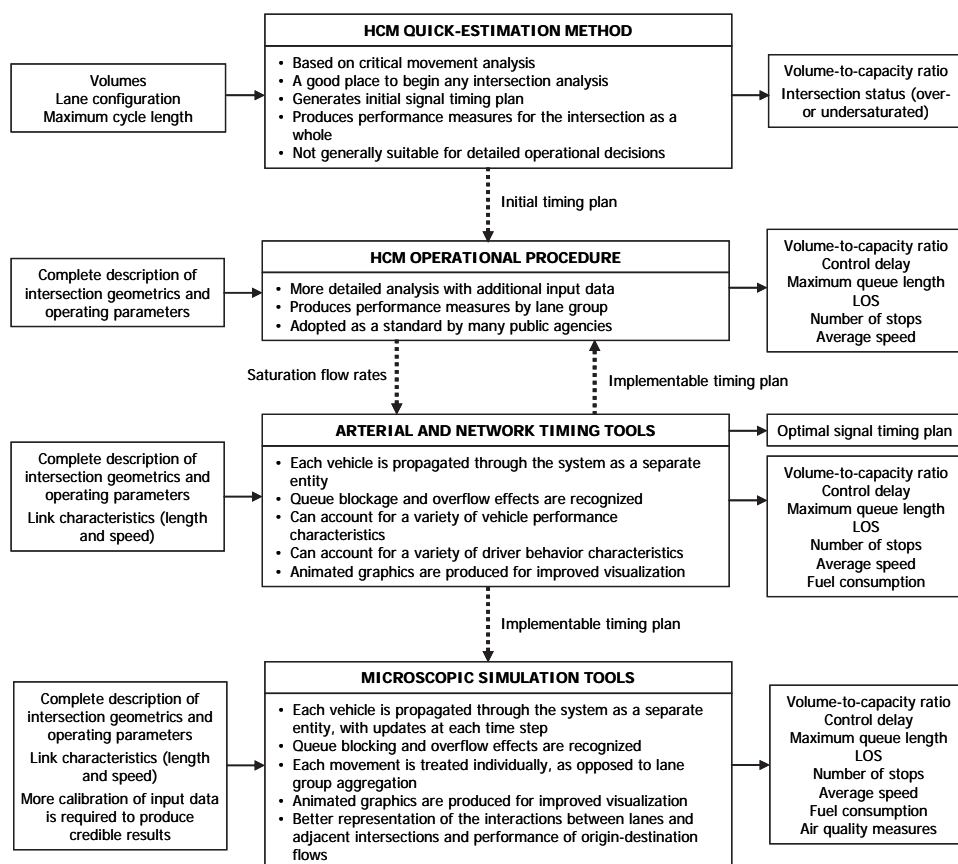 HCM QUICK-ESTIMATION METHOD
Volumes
Lane configuration
Maximum cycle length
• Based on critical movement analysis
• A good place to begin any intersection analysis
• Generates initial signal timing plan
• Produces performance measures for the intersection as a
whole
• Not generally suitable for detailed operational decisions
Volume-to-capacity ratio
Intersection status (over-
or undersaturated)
Initial timing plan
HCM OPERATIONAL PROCEDURE
Complete description of
intersection geometrics and
operating parameters
• More detailed analysis with additional input data
• Produces performance measures by lane group
• Adopted as a standard by many public agencies
Volume-to-capacity ratio
Control delay
Maximum queue length
LOS
Number of stops
Average speed
Saturation flow rates
Implementable timing plan
ARTERIAL AND NETWORK TIMING TOOLS
Complete description of
intersection geometrics and
operating parameters
Link characteristics (length
and speed)
• Each vehicle is propagated through the system as a separate
entity
• Queue blockage and overflow effects are recognized
• Can account for a variety of vehicle performance
characteristics
• Can account for a variety of driver behavior characteristics
• Animated graphics are produced for improved visualization
Optimal signal timing plan
Volume-to-capacity ratio
Control delay
Maximum queue length
LOS
Number of stops
Average speed
Fuel consumption
Implementable timing plan
MICROSCOPIC SIMULATION TOOLS
Complete description of
intersection geometrics and
operating parameters
Link characteristics (length
and speed)
More calibration of input data
is required to produce
credible results
• Each vehicle is propagated through the system as a separate
entity, with updates at each time step
• Queue blocking and overflow effects are recognized
• Each movement is treated individually, as opposed to lane
group aggregation
• Animated graphics are produced for improved visualization
• Better representation of the interactions between lanes and
adjacent intersections and performance of origin-destination
flows
Volume-to-capacity ratio
Control delay
Maximum queue length
LOS
Number of stops
Average speed
Fuel consumption
Air quality measures